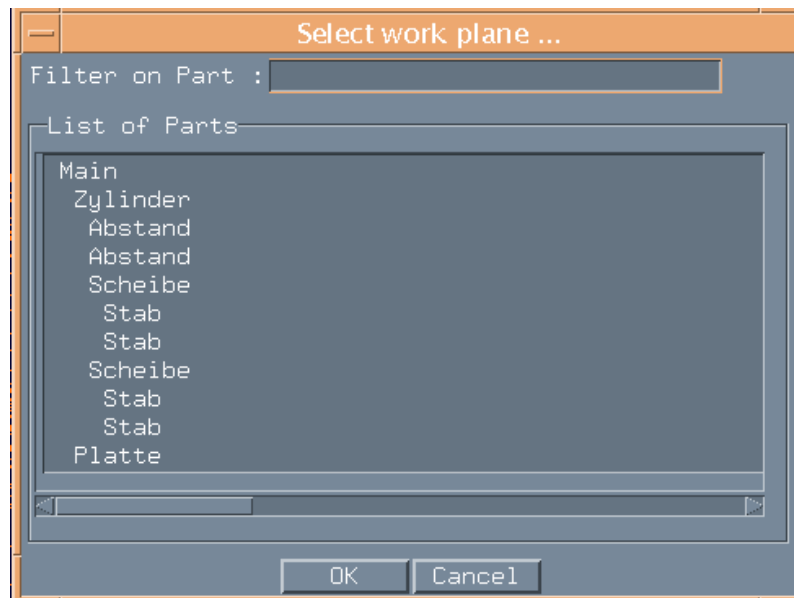 Select work plane ...
Filter on Part :
List of Parts
Main
Zylinder
Abstand
Abstand
Scheibe
Stab
Stab
Scheibe
Stab
Stab
Platte
OK Cancel